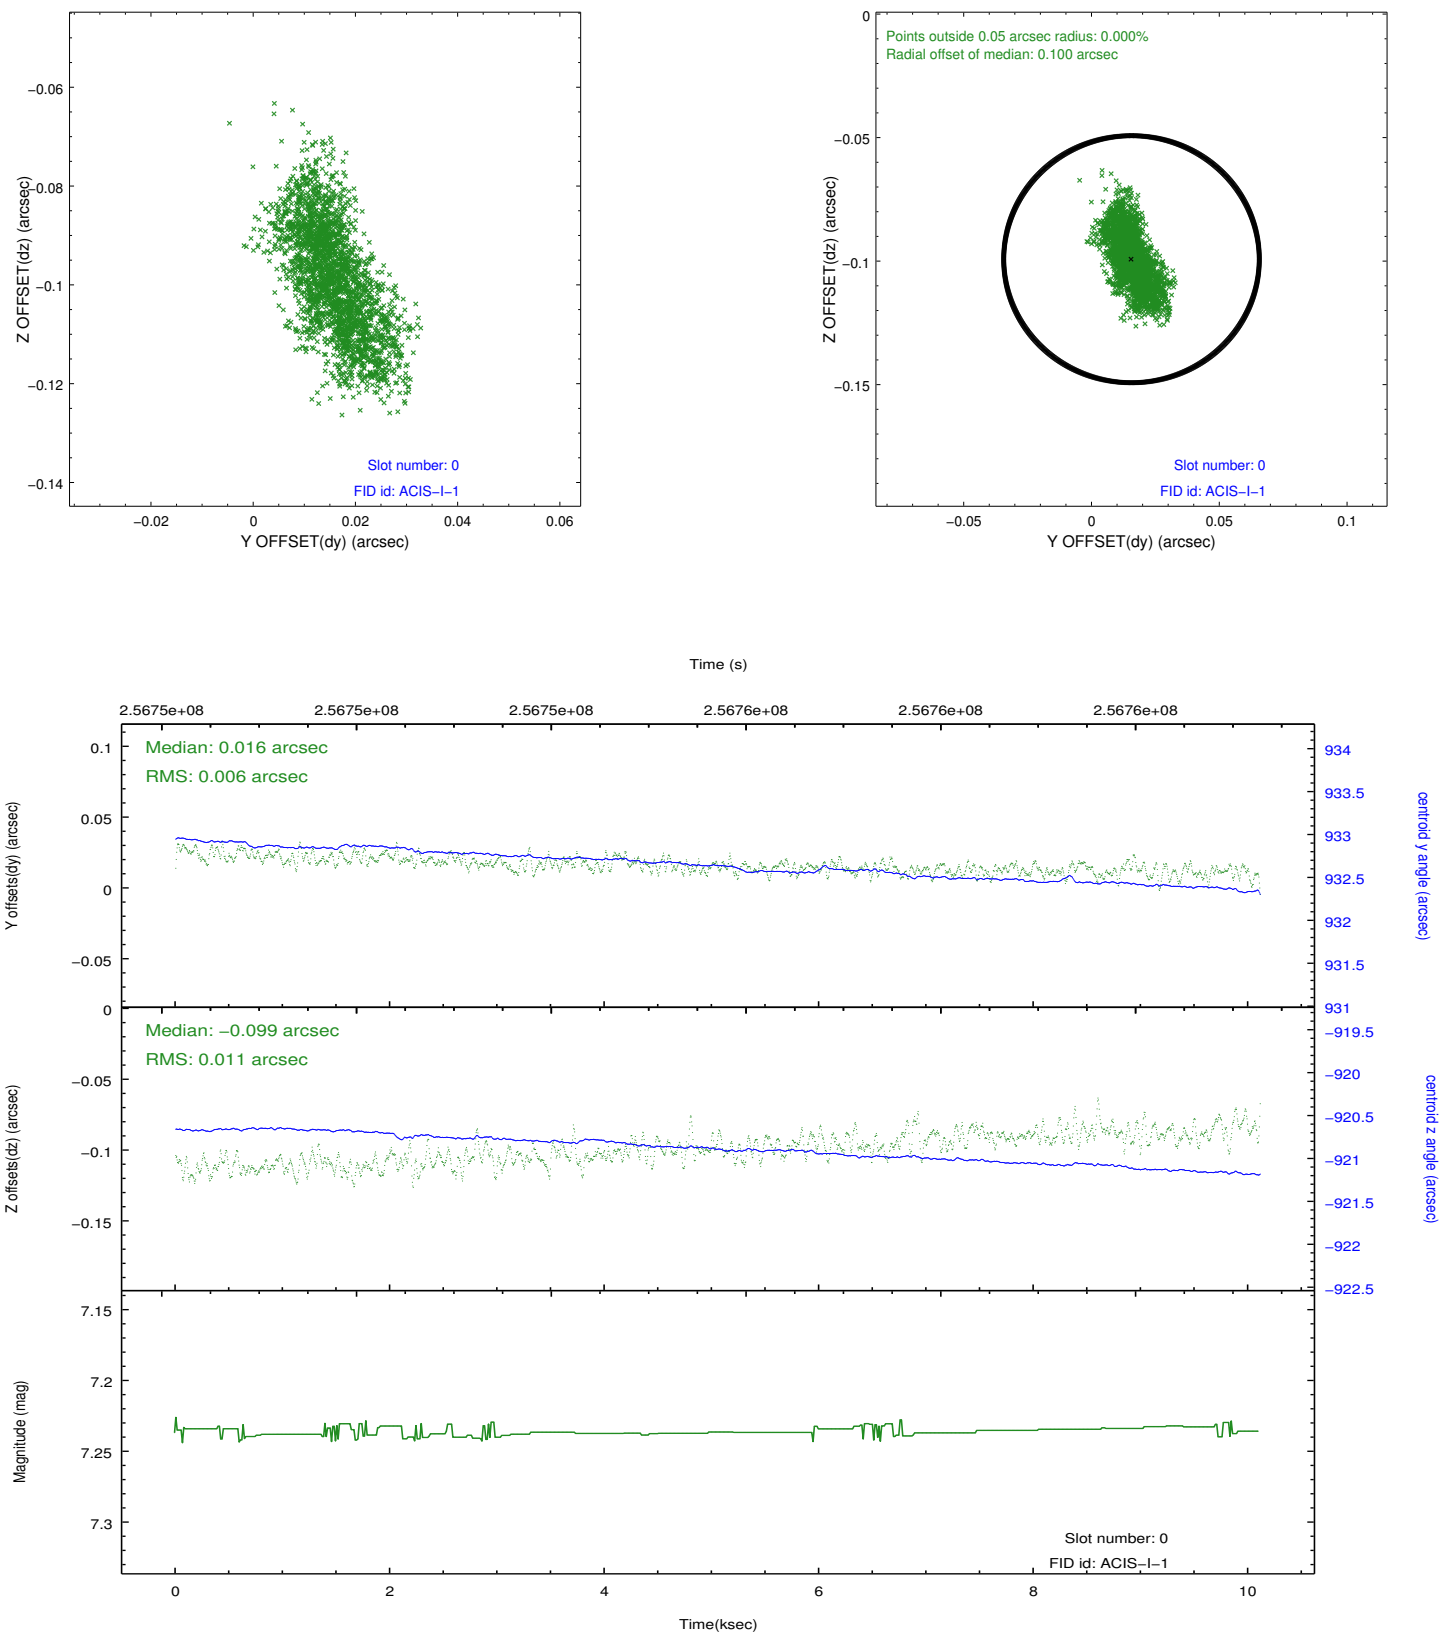 −0.06
−0.08
−0.1
−0.12
−0.14
Z OFFSET(dz) (arcsec)
Slot number: 0
FID id: ACIS−I−1
−0.02 0 0.02 0.04 0.06
Y OFFSET(dy) (arcsec)
Points outside 0.05 arcsec radius: 0.000%
Radial offset of median: 0.100 arcsec
0
−0.05
−0.1
−0.15
Z OFFSET(dz) (arcsec)
Slot number: 0
FID id: ACIS−I−1
−0.05 0 0.05 0.1
Y OFFSET(dy) (arcsec)
Time (s)
2.5675e+08 2.5675e+08 2.5675e+08 2.5676e+08 2.5676e+08 2.5676e+08
Median: 0.016 arcsec
RMS: 0.006 arcsec
0.1
0.05
0
−0.05
Y offsets(dy) (arcsec)
934
933.5
933
932.5
932
931.5
931
centroid y angle (arcsec)
Median: −0.099 arcsec
RMS: 0.011 arcsec
0
−0.05
−0.1
−0.15
Z offsets(dz) (arcsec)
−919.5
−920
−920.5
−921
−921.5
−922
−922.5
centroid z angle (arcsec)
7.15
7.2
7.25
7.3
Magnitude (mag)
Slot number: 0
FID id: ACIS−I−1
0 2 4 6 8 10
Time(ksec)